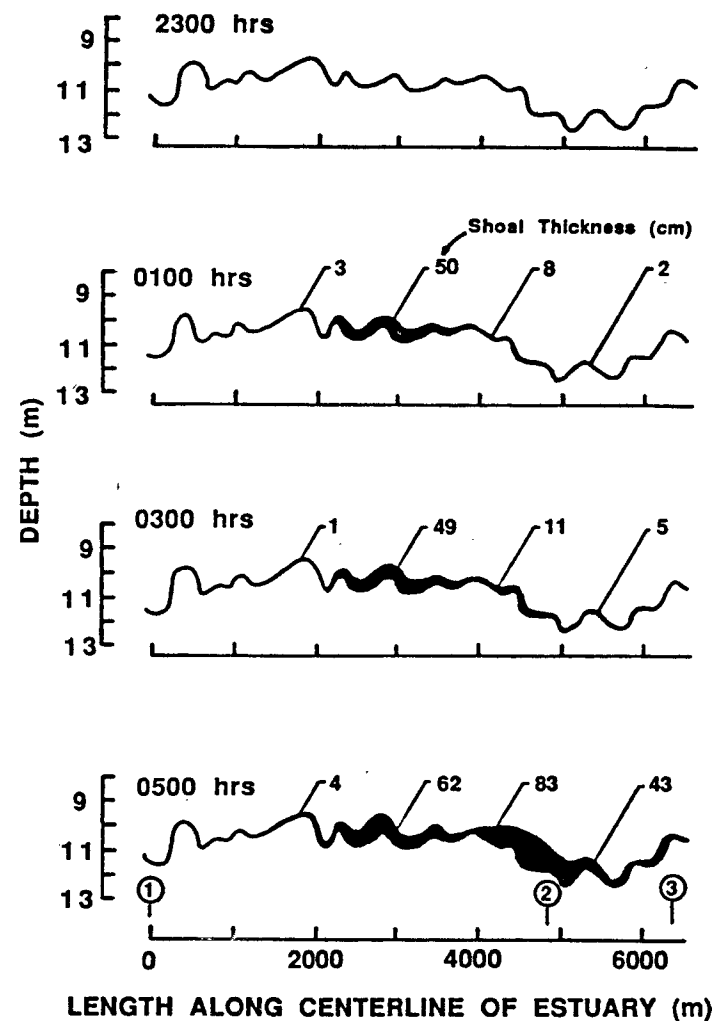 2300 hrs
9
11
13
Shoal Thickness (cm)
0100 hrs
3 50 8 2
9
11
13
DEPTH (m)
0300 hrs
1 49 11 5
9
11
13
0500 hrs
4 62 83 43
9
11
13
1 2 3
0 2000 4000 6000
LENGTH ALONG CENTERLINE OF ESTUARY (m)